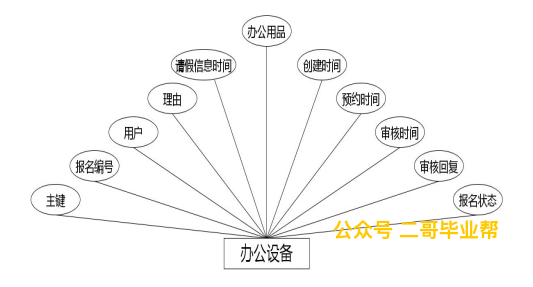 办公用品
请假信息时间
创建时间
理由
预约时间
用户
审核时间
报名编号
审核回复
主键
报名状态
公众号 二哥毕业帮
办公设备